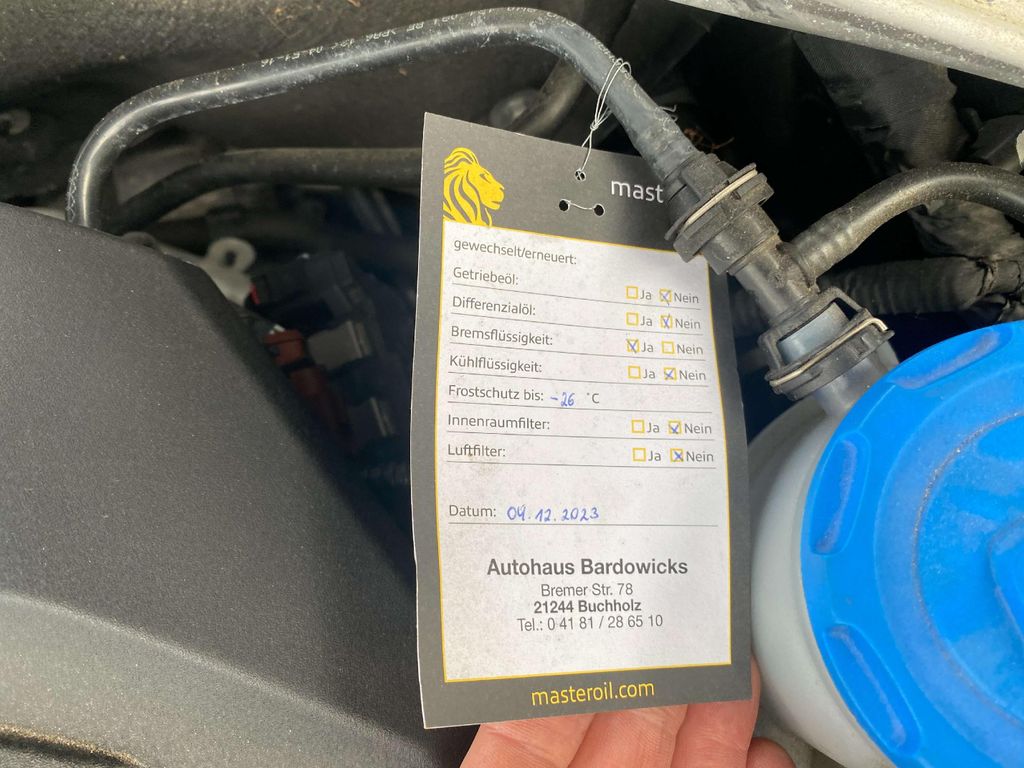 mast
gewechselt/erneuert:
Getriebeöl: Ja Nein
Differenzialöl: Ja Nein
Bremsflüssigkeit: Ja Nein
Kühlflüssigkeit: Ja Nein
Frostschutz bis: -26 °C
Innenraumfilter: Ja Nein
Luftfilter: Ja Nein
Datum: 04.12.2023
Autohaus Bardowicks
Bremer Str. 78
21244 Buchholz
Tel.: 0 41 81 / 28 65 10
masteroil.com